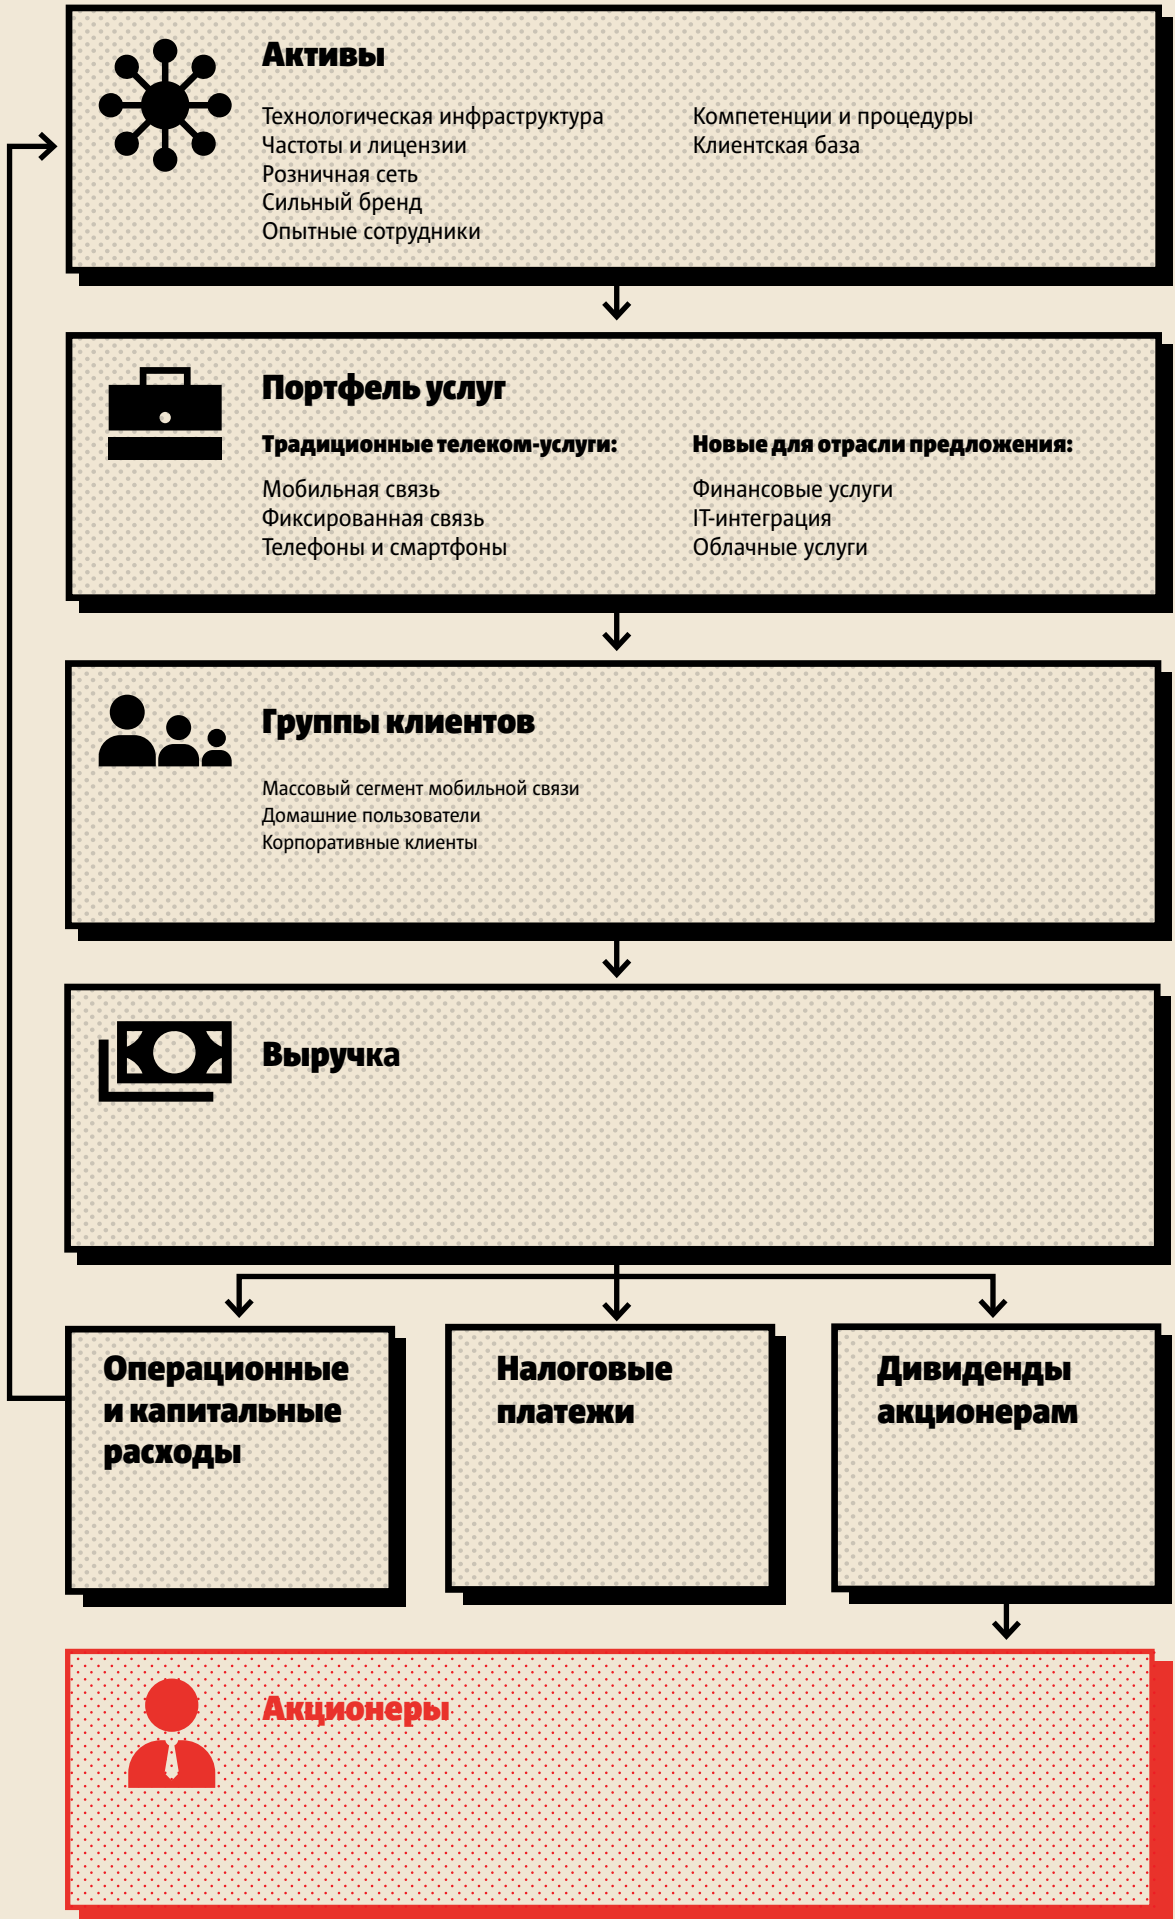 Активы
Технологическая инфраструктура
Частоты и лицензии
Розничная сеть
Сильный бренд
Опытные сотрудники
Компетенции и процедуры
Клиентская база
Портфель услуг
Традиционные телеком-услуги:
Мобильная связь
Фиксированная связь
Телефоны и смартфоны
Новые для отрасли предложения:
Финансовые услуги
IT-интеграция
Облачные услуги
Группы клиентов
Массовый сегмент мобильной связи
Домашние пользователи
Корпоративные клиенты
Выручка
Операционные
и капитальные
расходы
Налоговые
платежи
Дивиденды
акционерам
Акционеры